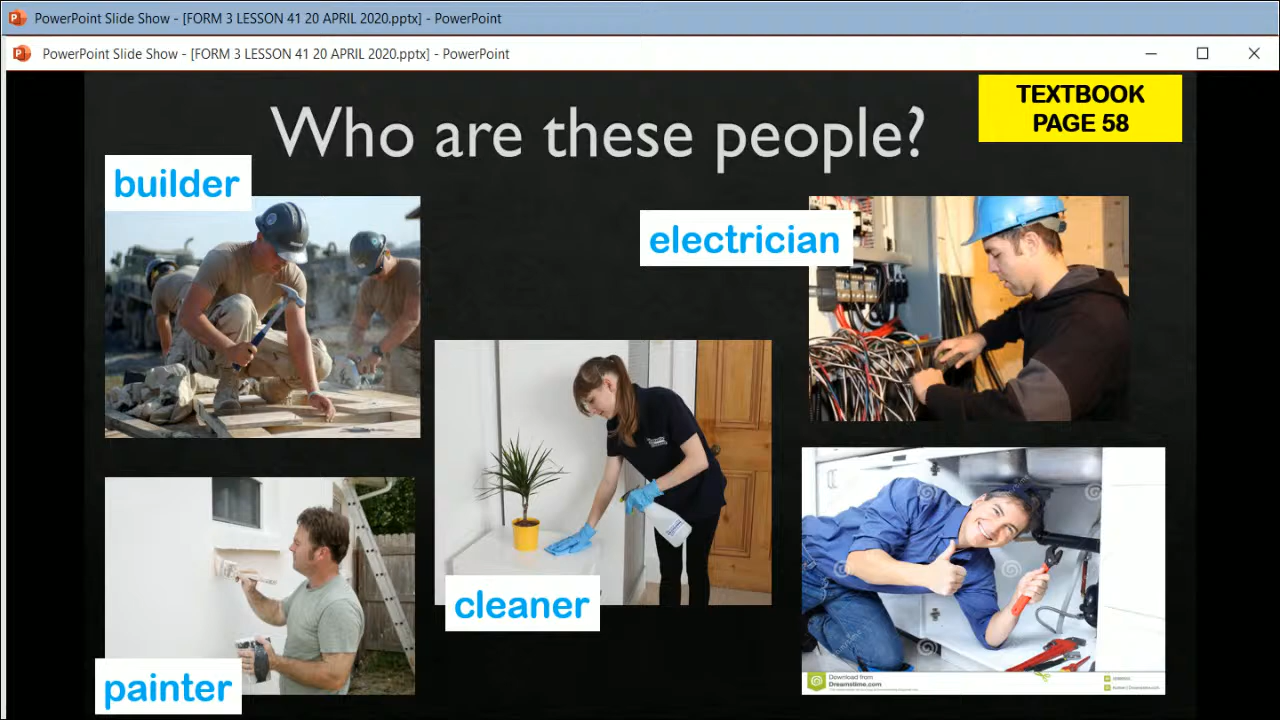 PowerPoint Slide Show - [FORM 3 LESSON 41 20 APRIL 2020.pptx] - PowerPoint
PowerPoint Slide Show - [FORM 3 LESSON 41 20 APRIL 2020.pptx] - PowerPoint
TEXTBOOK
PAGE 58
Who are these people?
builder
electrician
cleaner
painter
Download from
Dreamstime.com